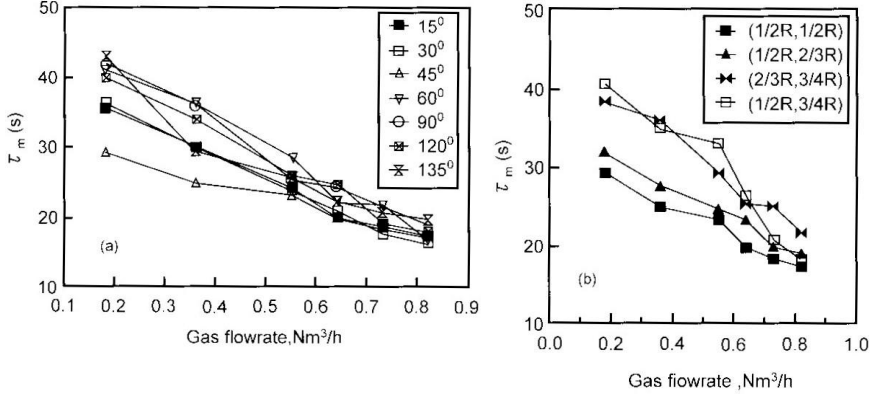 (a)
τ m (s)
50
40
30
20
10
0.1 0.2 0.3 0.4 0.5 0.6 0.7 0.8 0.9
Gas flowrate,Nm³/h
15⁰
30⁰
45⁰
60⁰
90⁰
120⁰
135⁰
(b)
τ m (s)
50
40
30
20
10
0.0 0.2 0.4 0.6 0.8 1.0
Gas fiowrate ,Nm³/h
(1/2R,1/2R)
(1/2R,2/3R)
(2/3R,3/4R)
(1/2R,3/4R)